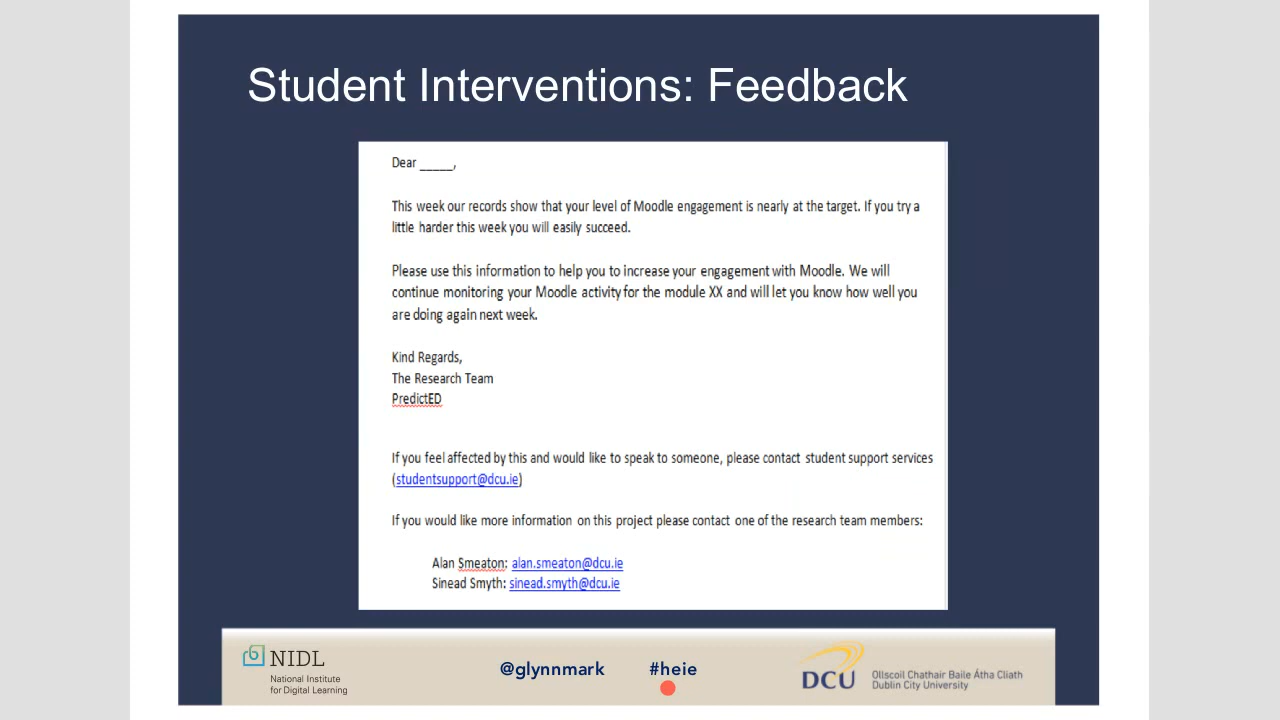 Student Interventions: Feedback
Dear _____,
This week our records show that your level of Moodle engagement is nearly at the target. If you try a
little harder this week you will easily succeed.
Please use this information to help you to increase your engagement with Moodle. We will
continue monitoring your Moodle activity for the module XX and will let you know how well you
are doing again next week.
Kind Regards,
The Research Team
PredictED
If you feel affected by this and would like to speak to someone, please contact student support services
(studentsupport@dcu.ie)
If you would like more information on this project please contact one of the research team members:
Alan Smeaton: alan.smeaton@dcu.ie
Sinead Smyth: sinead.smyth@dcu.ie
NIDL
National Institute
for Digital Learning
@glynnmark #heie
DCU
Ollscoil Chathair Baile Átha Cliath
Dublin City University